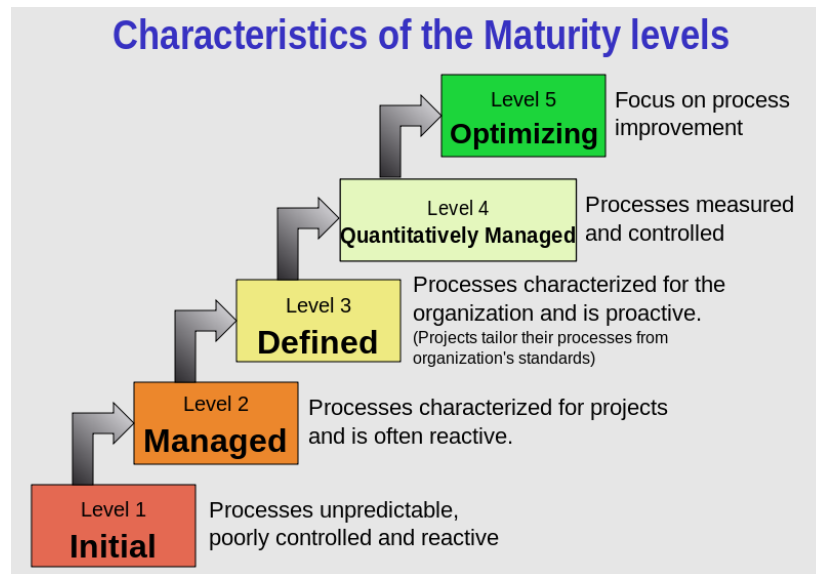 Characteristics of the Maturity levels
Level 5
Optimizing
Focus on process
improvement
Level 4
Quantitatively Managed
Processes measured
and controlled
Level 3
Defined
Processes characterized for the
organization and is proactive.
(Projects tailor their processes from
organization's standards)
Level 2
Managed
Processes characterized for projects
and is often reactive.
Level 1
Initial
Processes unpredictable,
poorly controlled and reactive